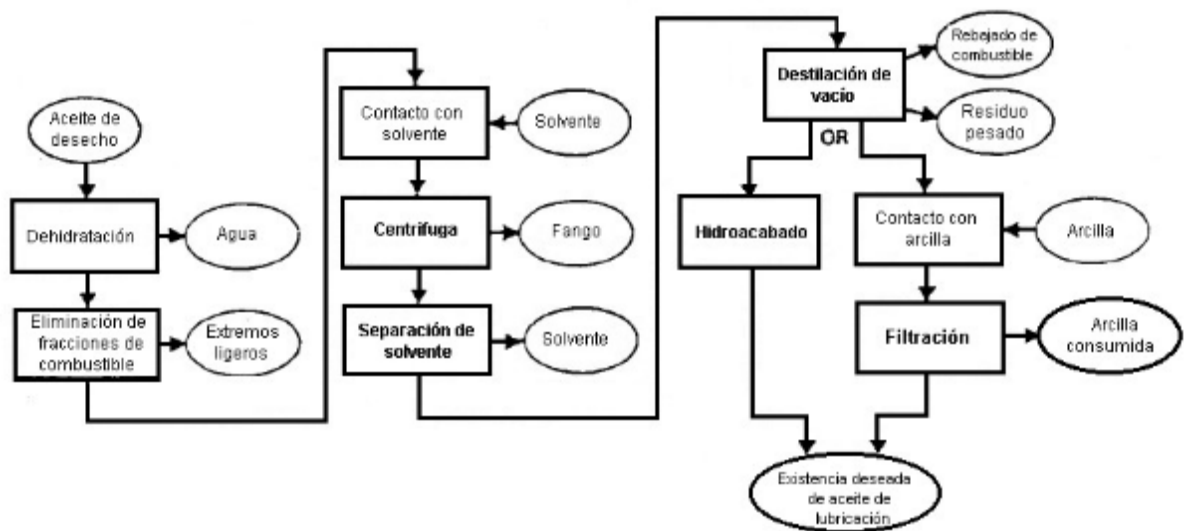 Aceite de
desecho
Dehidratación
Agua
Eliminación de
fracciones de
combustible
Extremos
ligeros
Contacto con
solvente
Solvente
Centrifuga
Fango
Separación de
solvente
Solvente
Destilación de
vacío
Rebajado de
combustible
Residuo
pesado
OR
Hidroacabado
Contacto con
arcilla
Arcilla
Filtración
Arcilla
consumida
Existencia deseada
de aceite de
lubricación